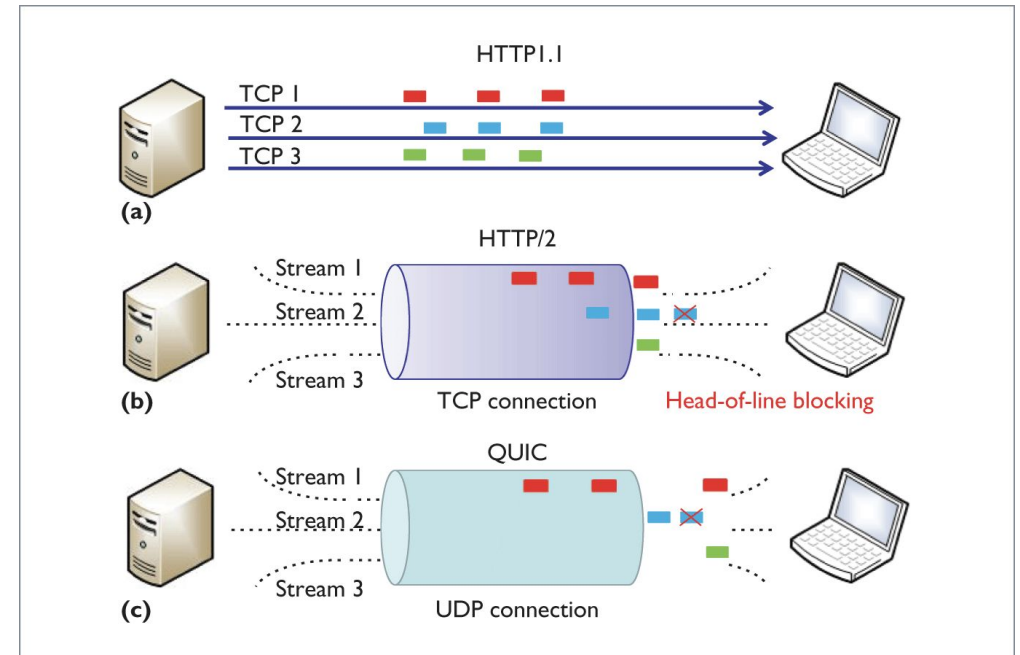 HTTP1.1
TCP 1
TCP 2
TCP 3
(a)
HTTP/2
Stream 1
Stream 2
Stream 3
(b)
TCP connection
Head-of-line blocking
QUIC
Stream 1
Stream 2
Stream 3
(c)
UDP connection